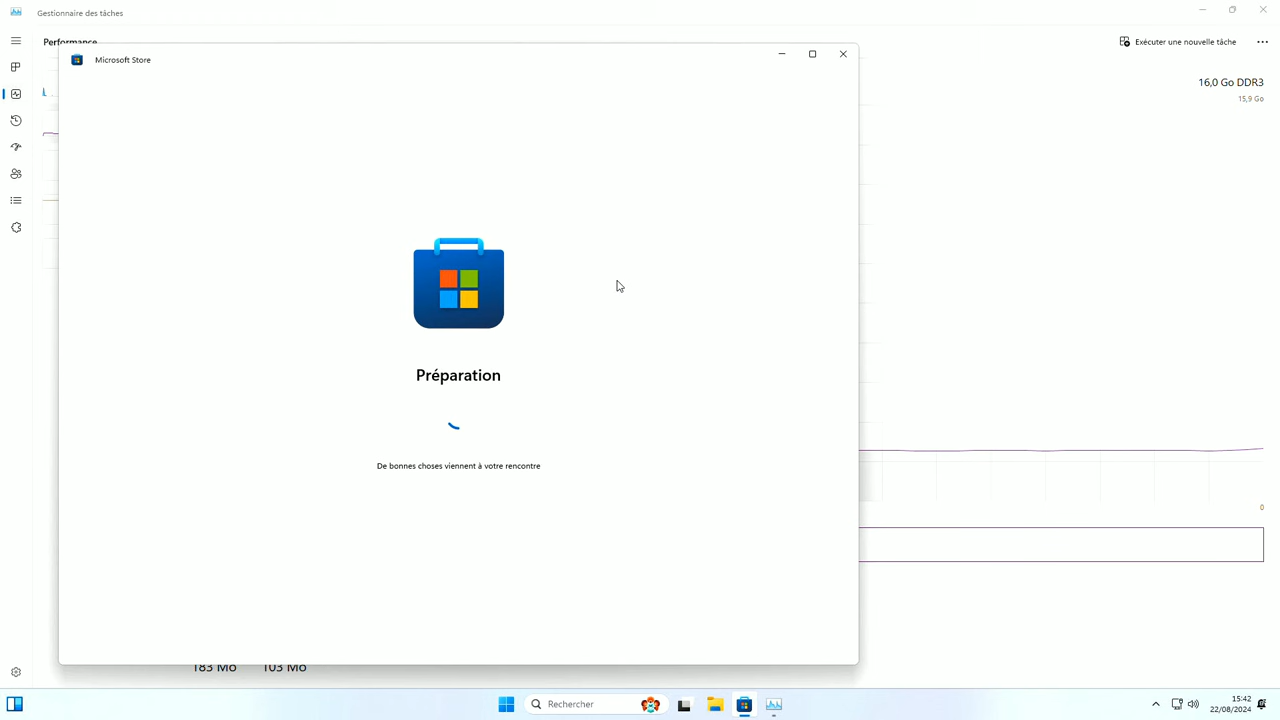 Gestionnaire des tâches
Performance
Exécuter une nouvelle tâche
Microsoft Store
16,0 Go DDR3
15,9 Go
Préparation
De bonnes choses viennent à votre rencontre
0
183 Mo
103 Mo
Rechercher
15:42
22/08/2024